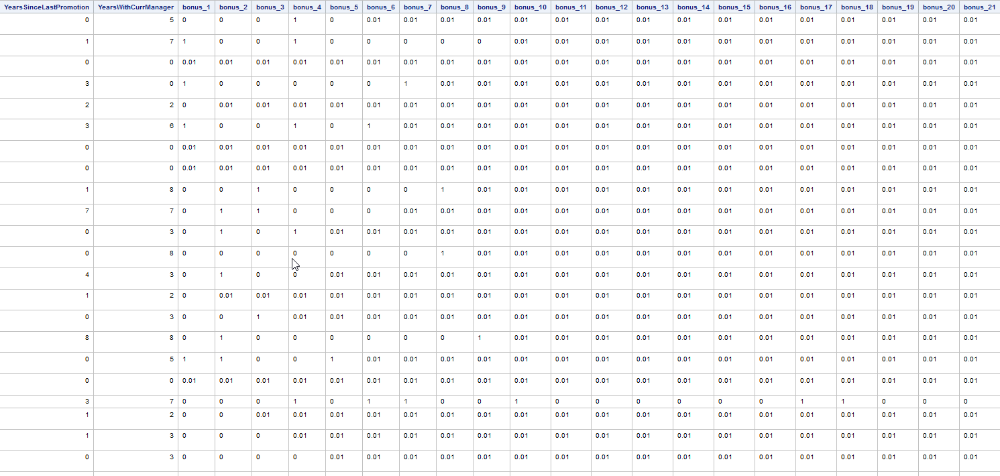 YearsSinceLastPromotion YearsWithCurrManager bonus_1 bonus_2 bonus_3 bonus_4 bonus_5 bonus_6 bonus_7 bonus_8 bonus_9 bonus_10 bonus_11 bonus_12 bonus_13 bonus_14 bonus_15 bonus_16 bonus_17 bonus_18 bonus_19 bonus_20 bonus_21
0 5 0 0 0 1 0 0.01 0.01 0.01 0.01 0.01 0.01 0.01 0.01 0.01 0.01 0.01 0.01 0.01 0.01 0.01 0.01
1 7 1 0 0 1 0 0 0 0 0 0.01 0.01 0.01 0.01 0.01 0.01 0.01 0.01 0.01 0.01 0.01 0.01
0 0 0.01 0.01 0.01 0.01 0.01 0.01 0.01 0.01 0.01 0.01 0.01 0.01 0.01 0.01 0.01 0.01 0.01 0.01 0.01 0.01 0.01
3 0 1 0 0 0 0 0 1 0.01 0.01 0.01 0.01 0.01 0.01 0.01 0.01 0.01 0.01 0.01 0.01 0.01 0.01
2 2 0 0.01 0.01 0.01 0.01 0.01 0.01 0.01 0.01 0.01 0.01 0.01 0.01 0.01 0.01 0.01 0.01 0.01 0.01 0.01 0.01
3 6 1 0 0 1 0 1 0.01 0.01 0.01 0.01 0.01 0.01 0.01 0.01 0.01 0.01 0.01 0.01 0.01 0.01 0.01
0 0 0.01 0.01 0.01 0.01 0.01 0.01 0.01 0.01 0.01 0.01 0.01 0.01 0.01 0.01 0.01 0.01 0.01 0.01 0.01 0.01 0.01
0 0 0.01 0.01 0.01 0.01 0.01 0.01 0.01 0.01 0.01 0.01 0.01 0.01 0.01 0.01 0.01 0.01 0.01 0.01 0.01 0.01 0.01
1 8 0 0 1 0 0 0 0 1 0.01 0.01 0.01 0.01 0.01 0.01 0.01 0.01 0.01 0.01 0.01 0.01 0.01
7 7 0 1 1 0 0 0 0.01 0.01 0.01 0.01 0.01 0.01 0.01 0.01 0.01 0.01 0.01 0.01 0.01 0.01 0.01
0 3 0 1 0 1 0.01 0.01 0.01 0.01 0.01 0.01 0.01 0.01 0.01 0.01 0.01 0.01 0.01 0.01 0.01 0.01 0.01
0 8 0 0 0 0 0 0 0 1 0.01 0.01 0.01 0.01 0.01 0.01 0.01 0.01 0.01 0.01 0.01 0.01 0.01
4 3 0 1 0 0 0.01 0.01 0.01 0.01 0.01 0.01 0.01 0.01 0.01 0.01 0.01 0.01 0.01 0.01 0.01 0.01 0.01
1 2 0 0.01 0.01 0.01 0.01 0.01 0.01 0.01 0.01 0.01 0.01 0.01 0.01 0.01 0.01 0.01 0.01 0.01 0.01 0.01 0.01
0 3 0 0 1 0.01 0.01 0.01 0.01 0.01 0.01 0.01 0.01 0.01 0.01 0.01 0.01 0.01 0.01 0.01 0.01 0.01 0.01
8 8 0 1 0 0 0 0 0 0 1 0.01 0.01 0.01 0.01 0.01 0.01 0.01 0.01 0.01 0.01 0.01 0.01
0 5 1 1 0 0 1 0.01 0.01 0.01 0.01 0.01 0.01 0.01 0.01 0.01 0.01 0.01 0.01 0.01 0.01 0.01 0.01
0 0 0.01 0.01 0.01 0.01 0.01 0.01 0.01 0.01 0.01 0.01 0.01 0.01 0.01 0.01 0.01 0.01 0.01 0.01 0.01 0.01 0.01
3 7 0 0 0 1 0 1 1 0 0 1 0 0 0 0 0 0 1 1 0 0 0
1 2 0 0 0.01 0.01 0.01 0.01 0.01 0.01 0.01 0.01 0.01 0.01 0.01 0.01 0.01 0.01 0.01 0.01 0.01 0.01 0.01
1 3 0 0 0 0.01 0.01 0.01 0.01 0.01 0.01 0.01 0.01 0.01 0.01 0.01 0.01 0.01 0.01 0.01 0.01 0.01 0.01
0 3 0 0 0 0 0.01 0.01 0.01 0.01 0.01 0.01 0.01 0.01 0.01 0.01 0.01 0.01 0.01 0.01 0.01 0.01 0.01